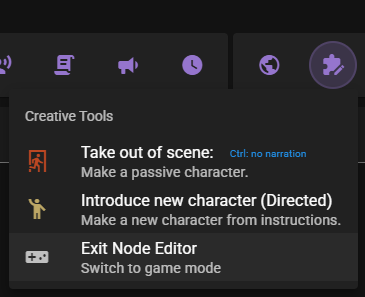 Creative Tools
Take out of scene: Ctrl: no narration
Make a passive character.
Introduce new character (Directed)
Make a new character from instructions.
Exit Node Editor
Switch to game mode